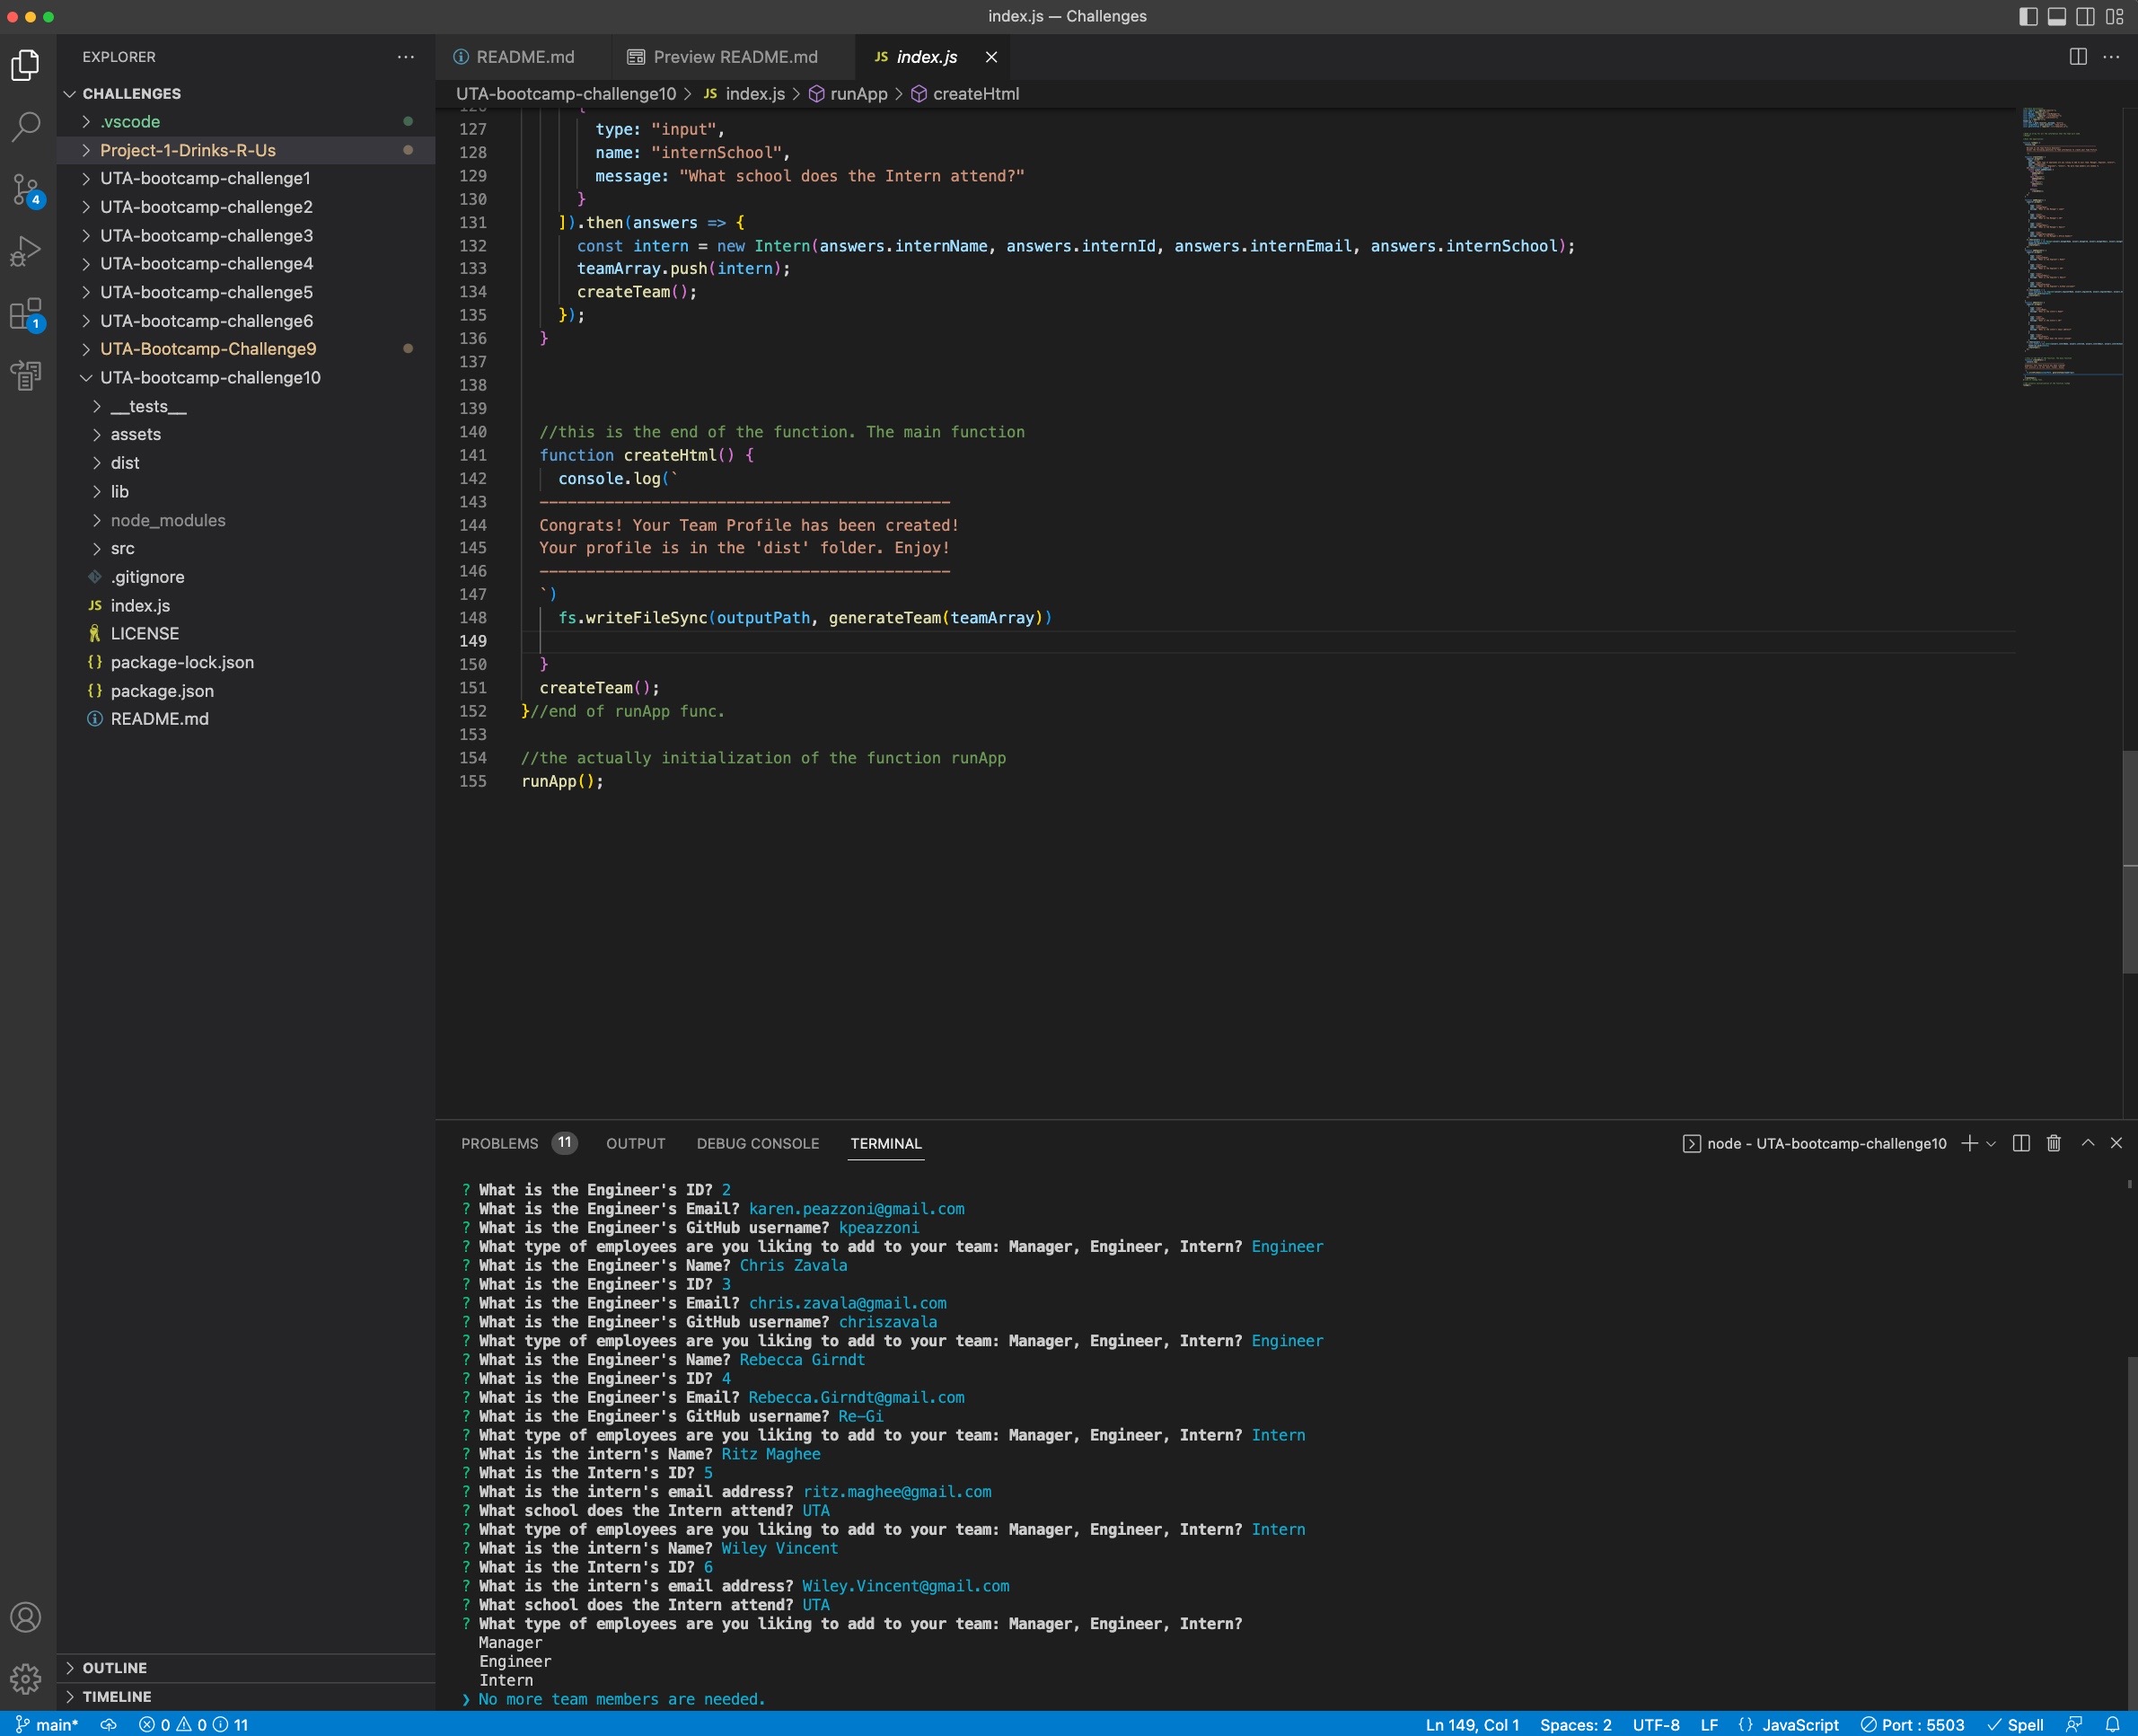 index.js — Challenges
EXPLORER
CHALLENGES
.vscode
Project-1-Drinks-R-Us
UTA-bootcamp-challenge1
UTA-bootcamp-challenge2
UTA-bootcamp-challenge3
UTA-bootcamp-challenge4
UTA-bootcamp-challenge5
UTA-bootcamp-challenge6
UTA-Bootcamp-Challenge9
UTA-bootcamp-challenge10
__tests__
assets
dist
lib
node_modules
src
.gitignore
JS index.js
LICENSE
{} package-lock.json
{} package.json
README.md
OUTLINE
TIMELINE
4
1
README.md
Preview README.md
JS index.js
UTA-bootcamp-challenge10 > JS index.js > runApp > createHtml
126 {
127 type: "input",
128 name: "internSchool",
129 message: "What school does the Intern attend?"
130 }
131 ]).then(answers => {
132 const intern = new Intern(answers.internName, answers.internId, answers.internEmail, answers.internSchool);
133 teamArray.push(intern);
134 createTeam();
135 });
136 }
137
138
139
140 //this is the end of the function. The main function
141 function createHtml() {
142 console.log(`
143 --------------------------------------------
144 Congrats! Your Team Profile has been created!
145 Your profile is in the 'dist' folder. Enjoy!
146 --------------------------------------------
147 `)
148 fs.writeFileSync(outputPath, generateTeam(teamArray))
149
150 }
151 createTeam();
152 }//end of runApp func.
153
154 //the actually initialization of the function runApp
155 runApp();
PROBLEMS 11 OUTPUT DEBUG CONSOLE TERMINAL
node - UTA-bootcamp-challenge10
? What is the Engineer's ID? 2
? What is the Engineer's Email? karen.peazzoni@gmail.com
? What is the Engineer's GitHub username? kpeazzoni
? What type of employees are you liking to add to your team: Manager, Engineer, Intern? Engineer
? What is the Engineer's Name? Chris Zavala
? What is the Engineer's ID? 3
? What is the Engineer's Email? chris.zavala@gmail.com
? What is the Engineer's GitHub username? chriszavala
? What type of employees are you liking to add to your team: Manager, Engineer, Intern? Engineer
? What is the Engineer's Name? Rebecca Girndt
? What is the Engineer's ID? 4
? What is the Engineer's Email? Rebecca.Girndt@gmail.com
? What is the Engineer's GitHub username? Re-Gi
? What type of employees are you liking to add to your team: Manager, Engineer, Intern? Intern
? What is the intern's Name? Ritz Maghee
? What is the Intern's ID? 5
? What is the intern's email address? ritz.maghee@gmail.com
? What school does the Intern attend? UTA
? What type of employees are you liking to add to your team: Manager, Engineer, Intern? Intern
? What is the intern's Name? Wiley Vincent
? What is the Intern's ID? 6
? What is the intern's email address? Wiley.Vincent@gmail.com
? What school does the Intern attend? UTA
? What type of employees are you liking to add to your team: Manager, Engineer, Intern?
Manager
Engineer
Intern
❯ No more team members are needed.
main* 0 0 11
Ln 149, Col 1 Spaces: 2 UTF-8 LF {} JavaScript Port : 5503 Spell